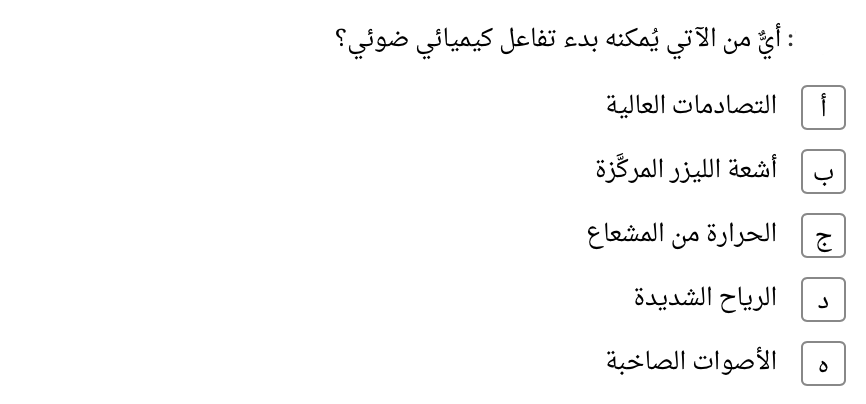 : أيٌّ من الآتي يُمكنه بدء تفاعل كيميائي ضوئي؟
أ التصادمات العالية
ب أشعة الليزر المركَّزة
ج الحرارة من المشعاع
د الرياح الشديدة
ه الأصوات الصاخبة